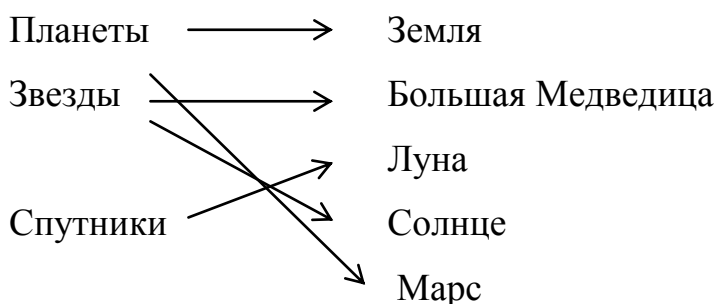 Планеты Земля
Звезды Большая Медведица
Луна
Спутники Солнце
Марс